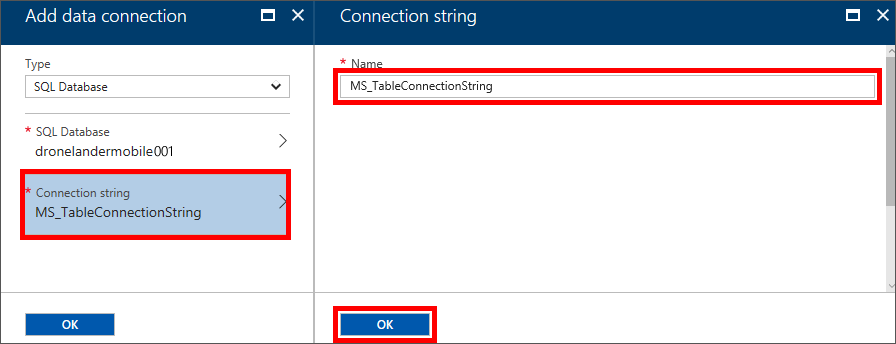 Add data connection
Type
SQL Database
* SQL Database
dronelandermobile001
* Connection string
MS_TableConnectionString
OK
Connection string
* Name
MS_TableConnectionString
OK